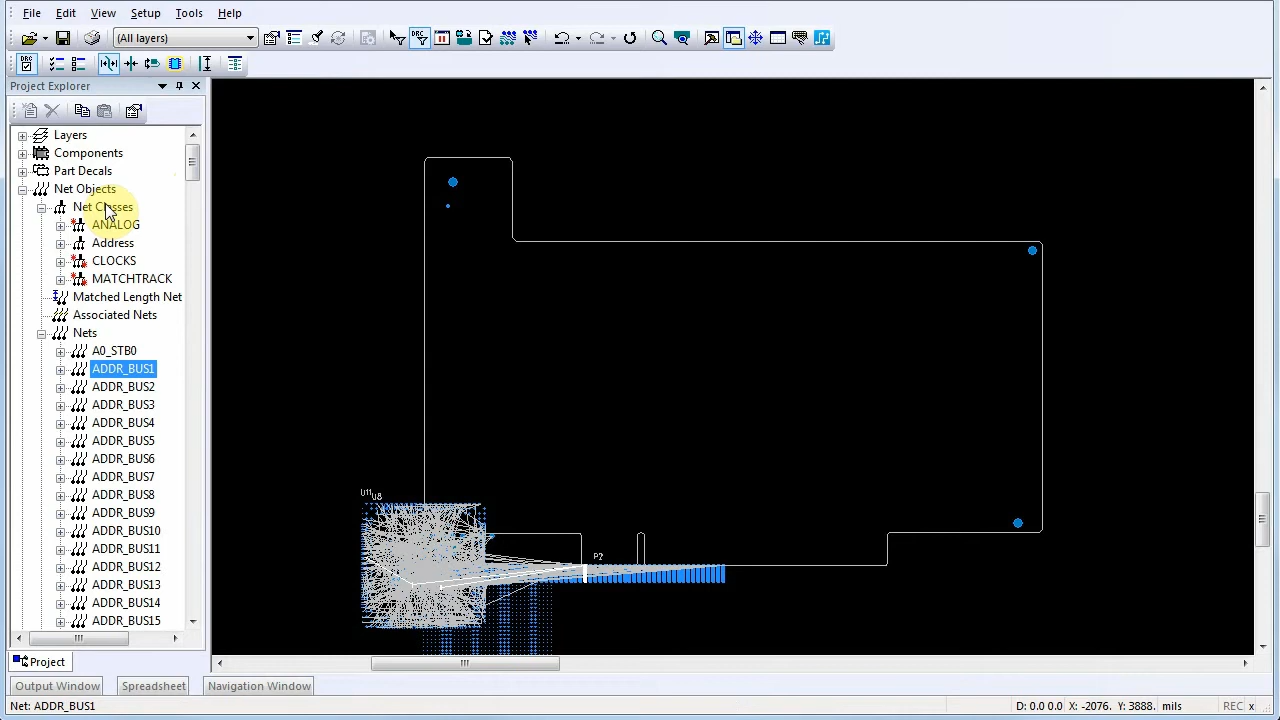 File Edit View Setup Tools Help
(All layers)
Project Explorer
Layers
Components
Part Decals
Net Objects
Net Classes
ANALOG
Address
CLOCKS
MATCHTRACK
Matched Length Net
Associated Nets
Nets
A0_STB0
ADDR_BUS1
ADDR_BUS2
ADDR_BUS3
ADDR_BUS4
ADDR_BUS5
ADDR_BUS6
ADDR_BUS7
ADDR_BUS8
ADDR_BUS9
ADDR_BUS10
ADDR_BUS11
ADDR_BUS12
ADDR_BUS13
ADDR_BUS14
ADDR_BUS15
U11 U8
P2
Project
Output Window Spreadsheet Navigation Window
Net: ADDR_BUS1 D: 0.0 0.0 X: -2076. Y: 3888. mils REC x